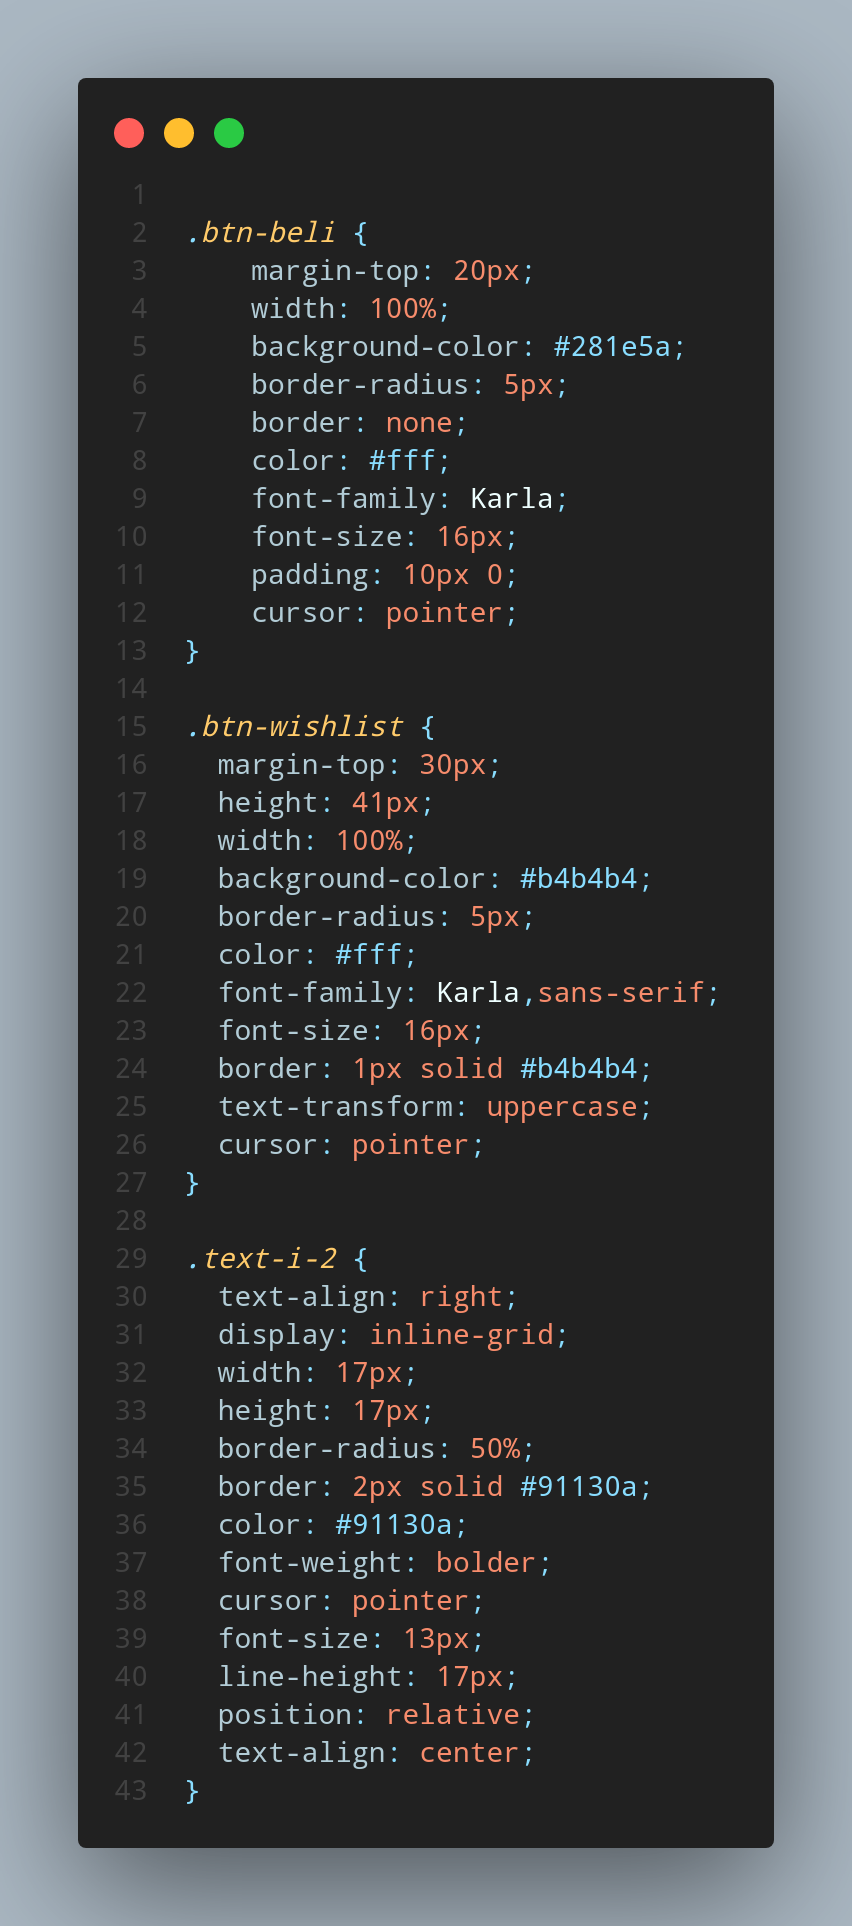 1
2 .btn-beli {
3     margin-top: 20px;
4     width: 100%;
5     background-color: #281e5a;
6     border-radius: 5px;
7     border: none;
8     color: #fff;
9     font-family: Karla;
10     font-size: 16px;
11     padding: 10px 0;
12     cursor: pointer;
13 }
14
15 .btn-wishlist {
16   margin-top: 30px;
17   height: 41px;
18   width: 100%;
19   background-color: #b4b4b4;
20   border-radius: 5px;
21   color: #fff;
22   font-family: Karla,sans-serif;
23   font-size: 16px;
24   border: 1px solid #b4b4b4;
25   text-transform: uppercase;
26   cursor: pointer;
27 }
28
29 .text-i-2 {
30   text-align: right;
31   display: inline-grid;
32   width: 17px;
33   height: 17px;
34   border-radius: 50%;
35   border: 2px solid #91130a;
36   color: #91130a;
37   font-weight: bolder;
38   cursor: pointer;
39   font-size: 13px;
40   line-height: 17px;
41   position: relative;
42   text-align: center;
43 }